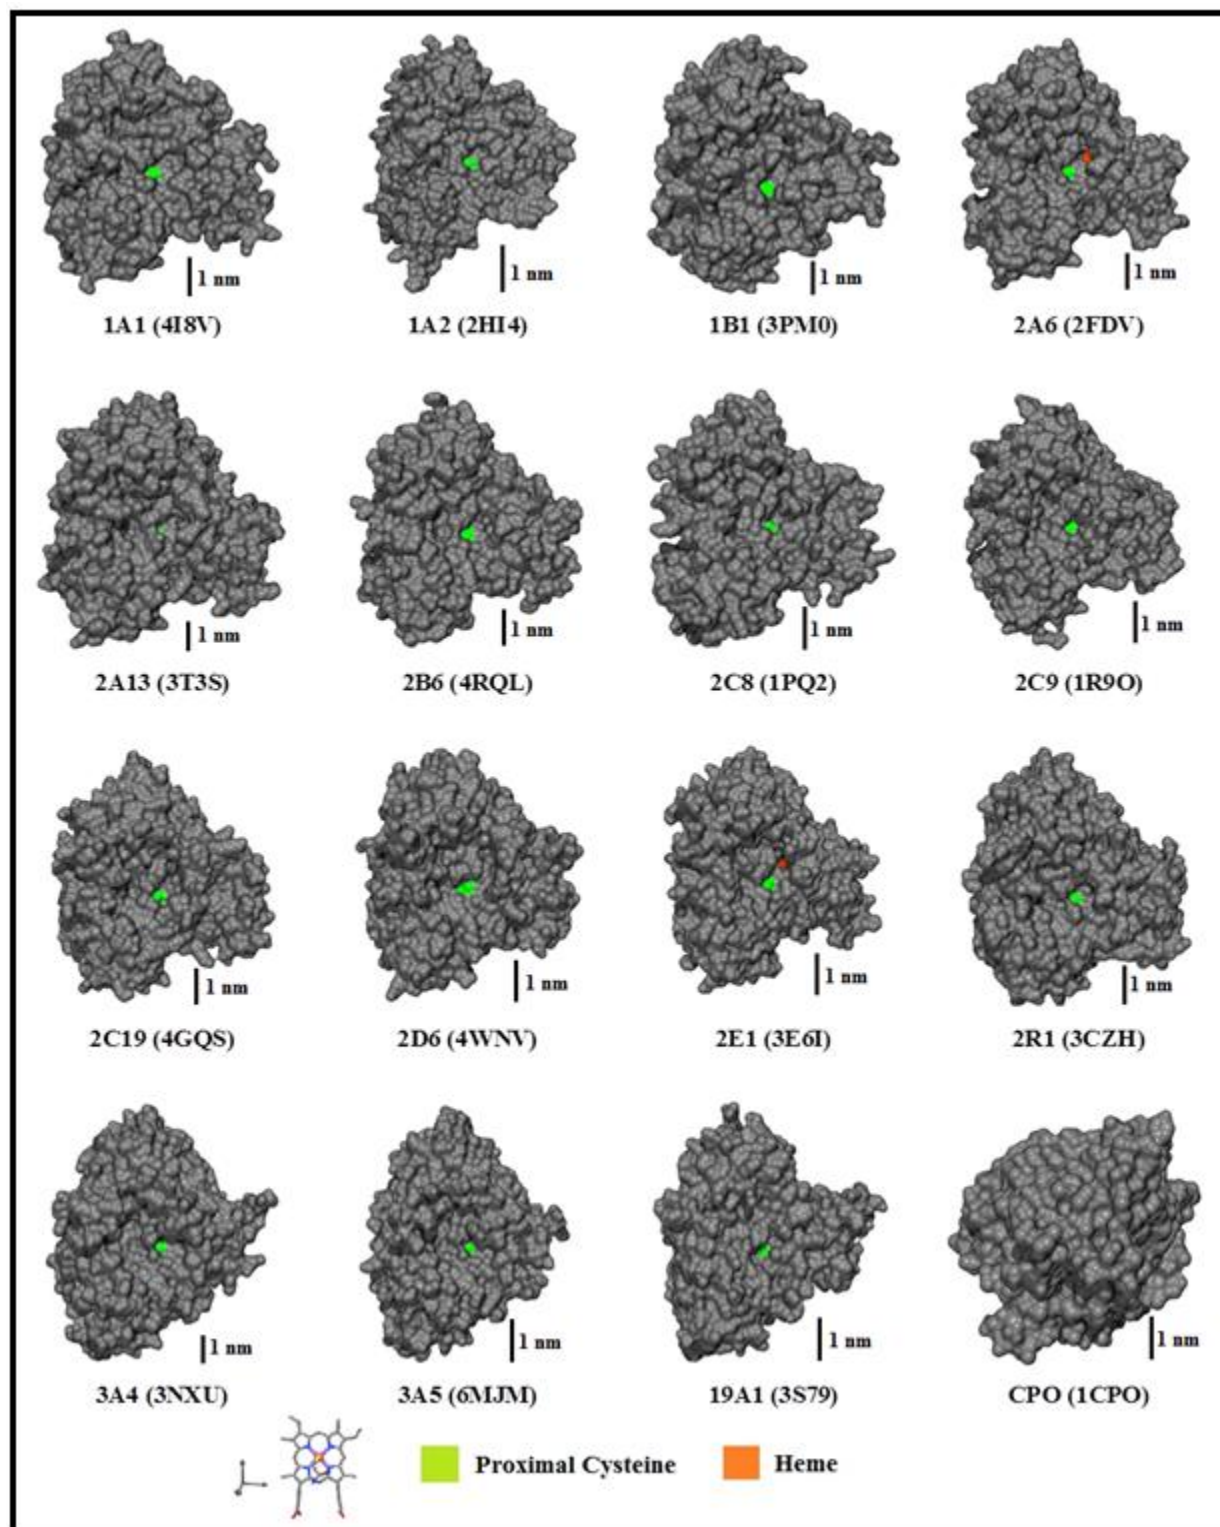 1 nm 1 nm 1 nm 1 nm
1A1 (4I8V) 1A2 (2HI4) 1B1 (3PM0) 2A6 (2FDV)
1 nm 1 nm 1 nm 1 nm
2A13 (3T3S) 2B6 (4RQL) 2C8 (1PQ2) 2C9 (1R9O)
1 nm 1 nm 1 nm 1 nm
2C19 (4GQS) 2D6 (4WNV) 2E1 (3E6I) 2R1 (3CZH)
1 nm 1 nm 1 nm 1 nm
3A4 (3NXU) 3A5 (6MJM) 19A1 (3S79) CPO (1CPO)
Proximal Cysteine Heme